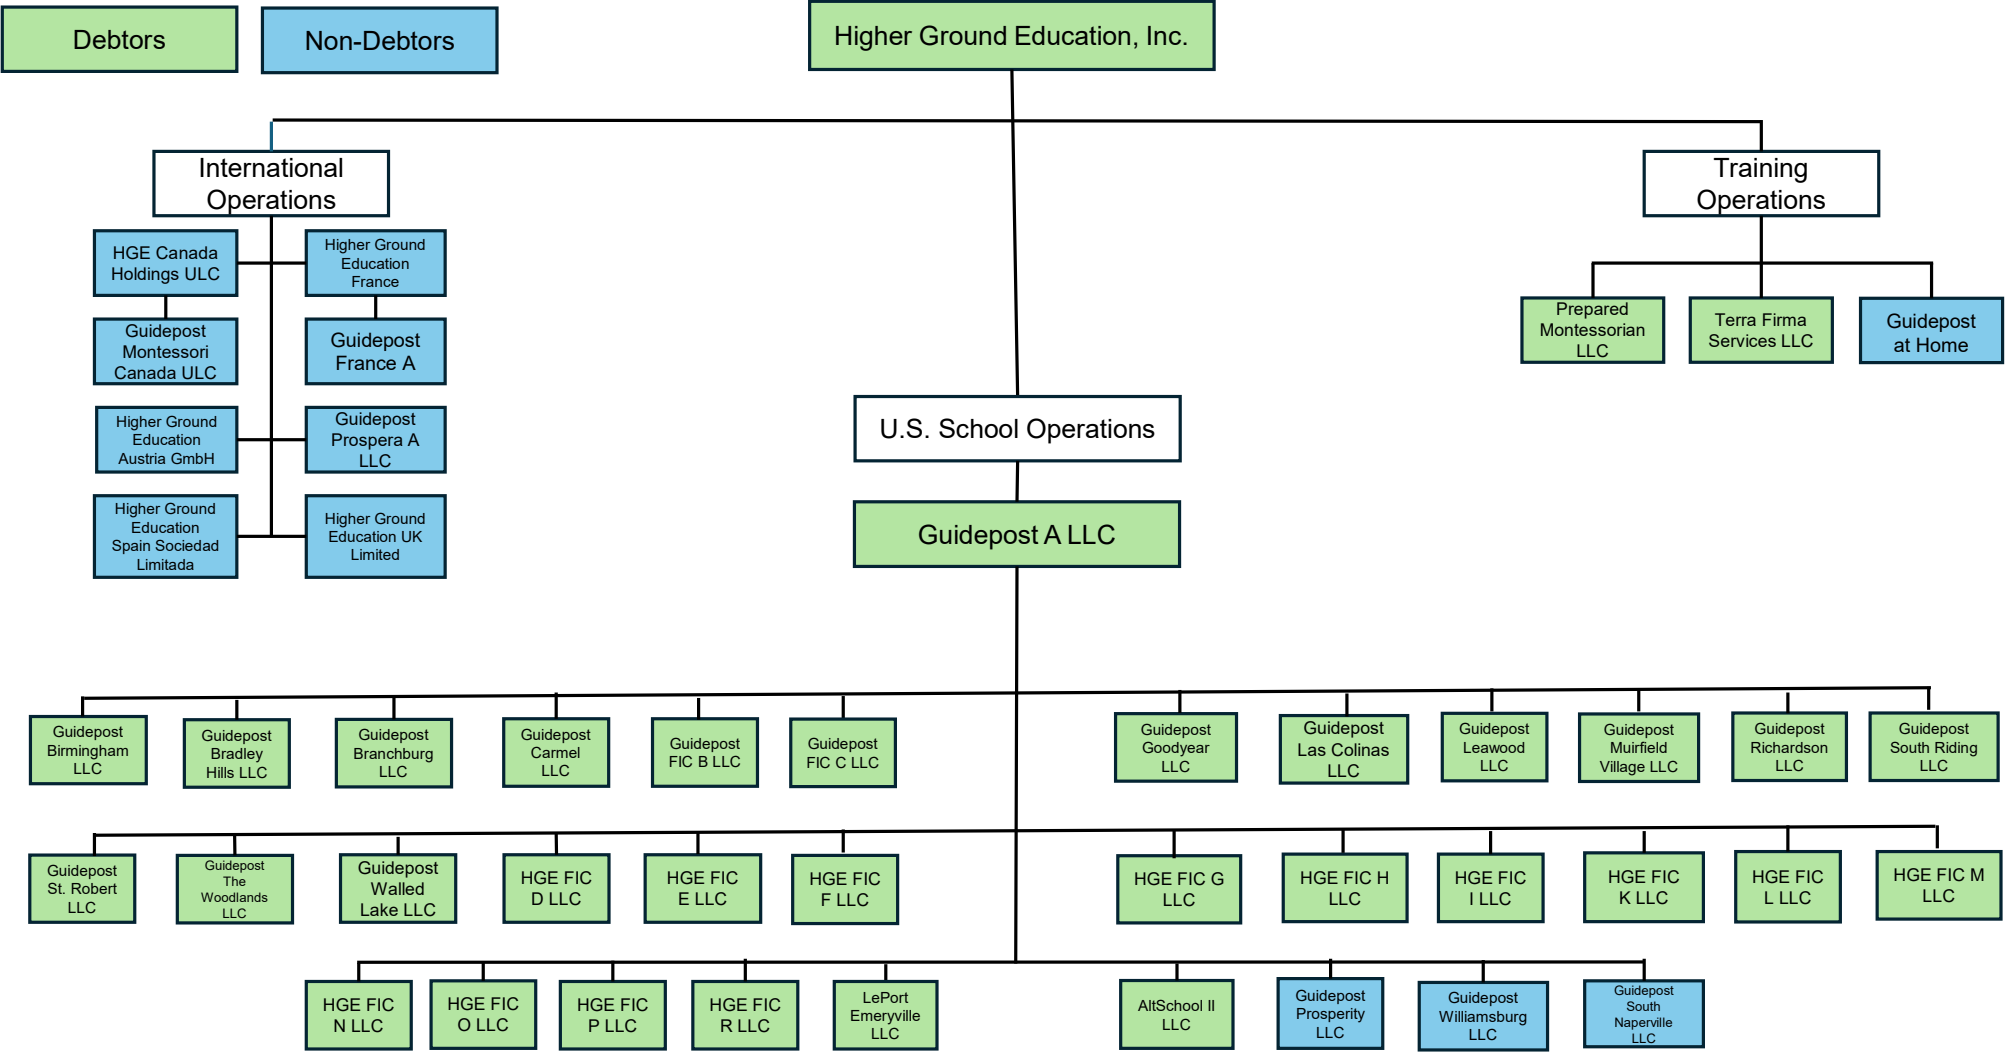 Debtors
Non-Debtors
Higher Ground Education, Inc.
International
Operations
Training
Operations
HGE Canada
Holdings ULC
Higher Ground
Education
France
Guidepost
Montessori
Canada ULC
Guidepost
France A
Higher Ground
Education
Austria GmbH
Guidepost
Prospera A
LLC
Higher Ground
Education
Spain Sociedad
Limitada
Higher Ground
Education UK
Limited
Prepared
Montessorian
LLC
Terra Firma
Services LLC
Guidepost
at Home
U.S. School Operations
Guidepost A LLC
Guidepost
Birmingham
LLC
Guidepost
Bradley
Hills LLC
Guidepost
Branchburg
LLC
Guidepost
Carmel
LLC
Guidepost
FIC B LLC
Guidepost
FIC C LLC
Guidepost
Goodyear
LLC
Guidepost
Las Colinas
LLC
Guidepost
Leawood
LLC
Guidepost
Muirfield
Village LLC
Guidepost
Richardson
LLC
Guidepost
South Riding
LLC
Guidepost
St. Robert
LLC
Guidepost
The
Woodlands
LLC
Guidepost
Walled
Lake LLC
HGE FIC
D LLC
HGE FIC
E LLC
HGE FIC
F LLC
HGE FIC G
LLC
HGE FIC H
LLC
HGE FIC
I LLC
HGE FIC
K LLC
HGE FIC
L LLC
HGE FIC M
LLC
HGE FIC
N LLC
HGE FIC
O LLC
HGE FIC
P LLC
HGE FIC
R LLC
LePort
Emeryville
LLC
AltSchool II
LLC
Guidepost
Prosperity
LLC
Guidepost
Williamsburg
LLC
Guidepost
South
Naperville
LLC